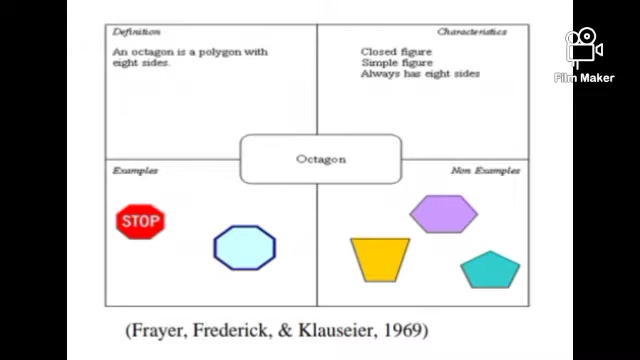 Definition
An octagon is a polygon with
eight sides.
Characteristics
Closed figure
Simple figure
Always has eight sides
Octagon
Examples
STOP
Non Examples
(Frayer, Frederick, & Klauseier, 1969)
Film Maker